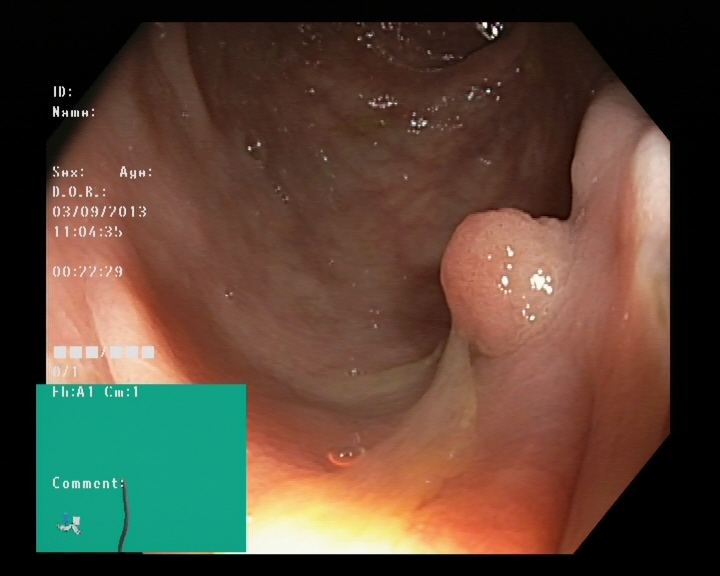 ID:
Name:
Sex: Age:
D.O.R.:
03/09/2013
11:04:35
00:22:29
0/1
Eh:A1 Cm:1
Comment: